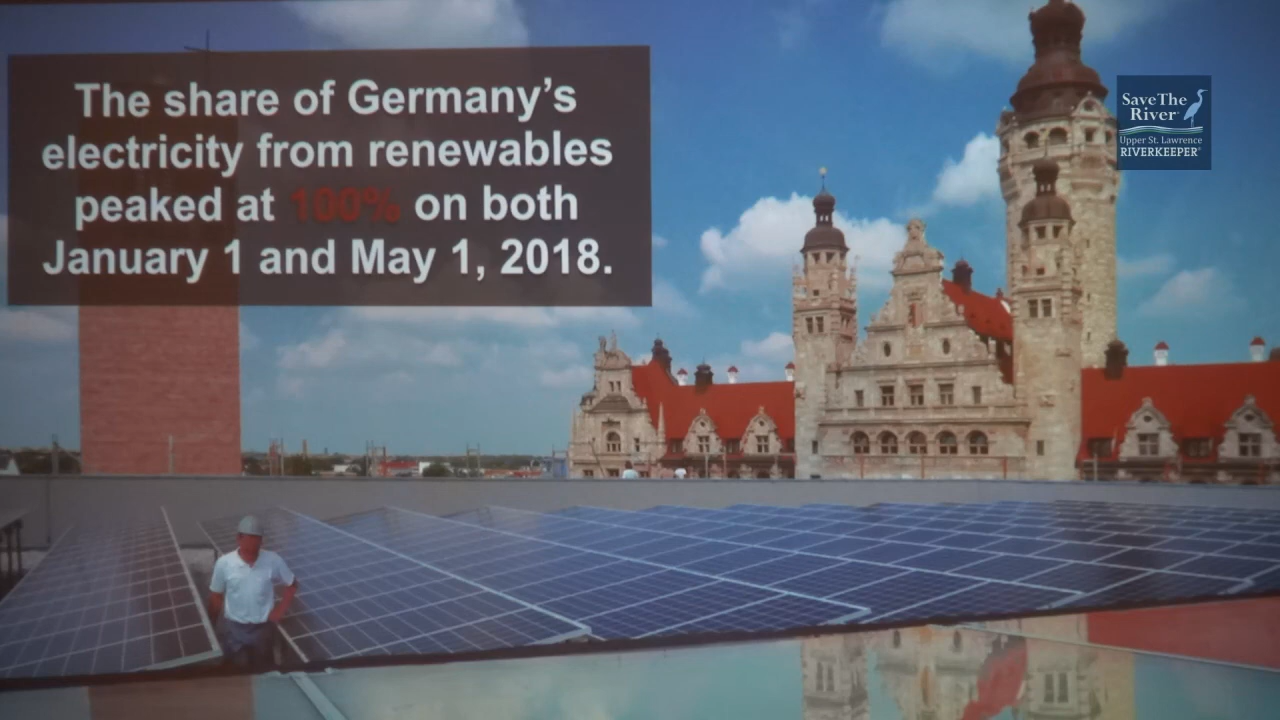 The share of Germany's
electricity from renewables
peaked at 100% on both
January 1 and May 1, 2018.
Save The
River
Upper St. Lawrence
RIVERKEEPER®